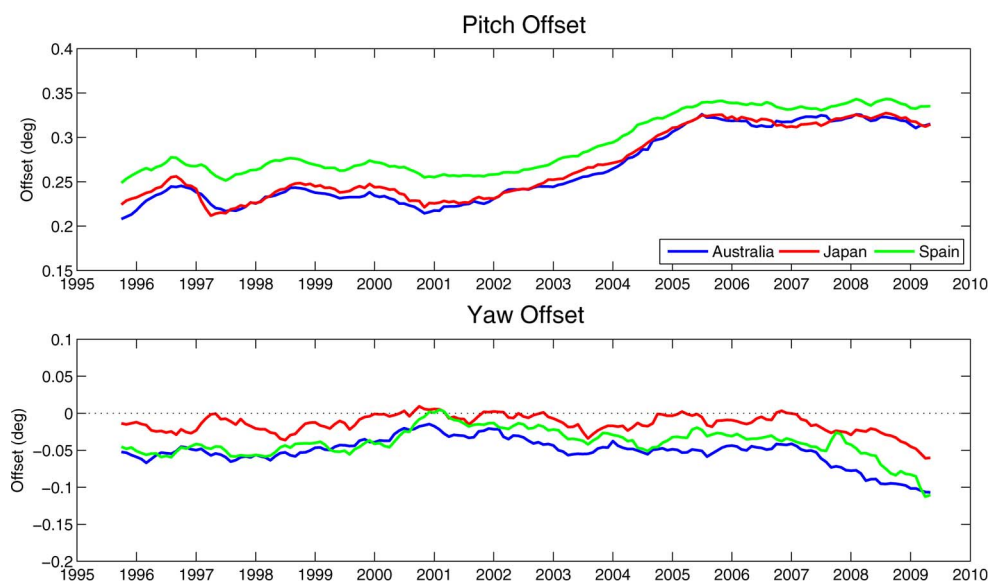 Pitch Offset
0.4
0.35
0.3
0.25
0.2
0.15
Offset (deg)
Australia Japan Spain
1995 1996 1997 1998 1999 2000 2001 2002 2003 2004 2005 2006 2007 2008 2009 2010
Yaw Offset
0.1
0.05
0
−0.05
−0.1
−0.15
−0.2
Offset (deg)
1995 1996 1997 1998 1999 2000 2001 2002 2003 2004 2005 2006 2007 2008 2009 2010